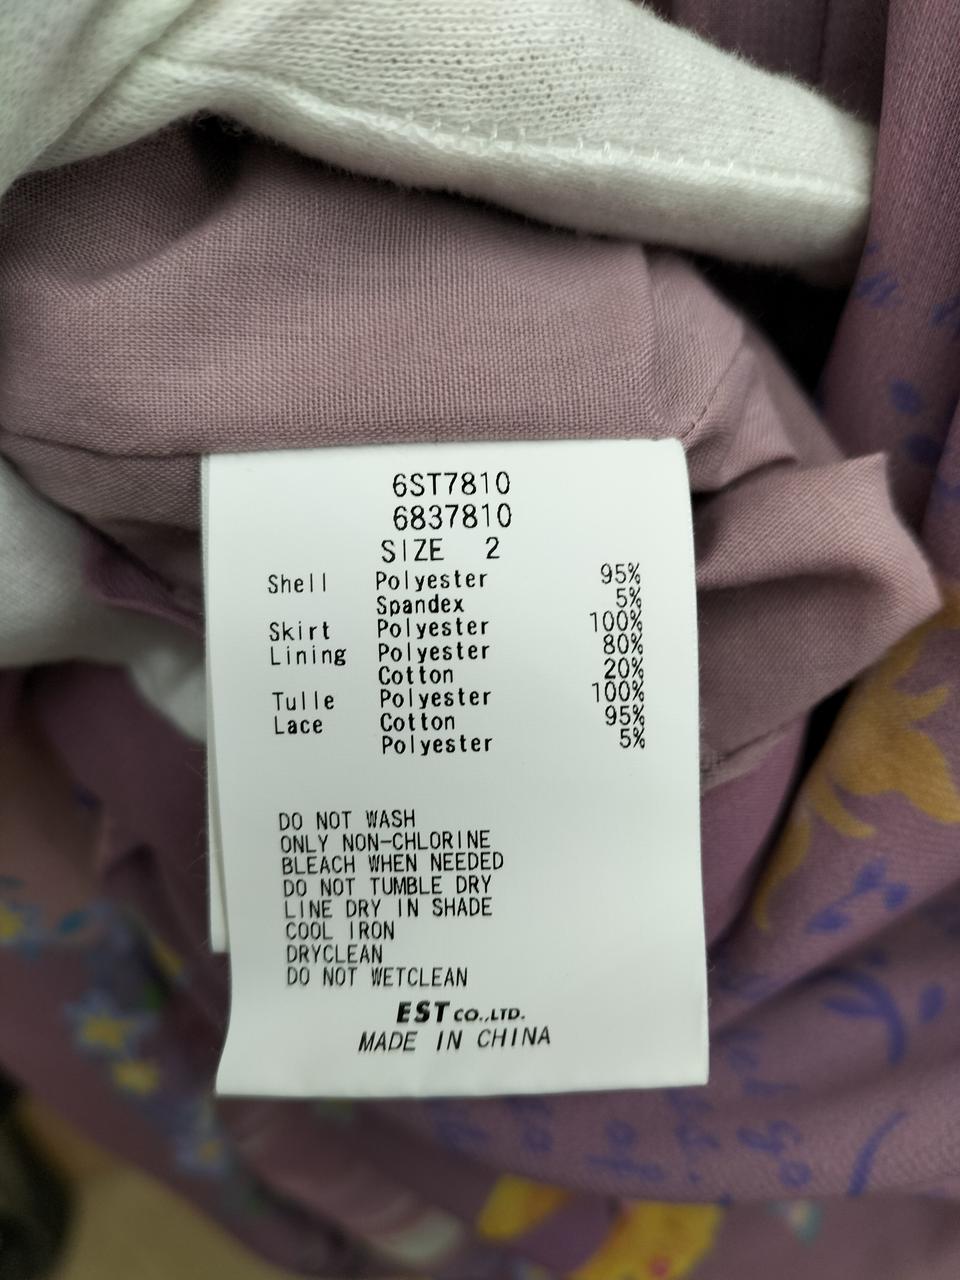 6ST7810
6837810
SIZE 2
Shell Polyester 95%
Spandex 5%
Skirt Polyester 100%
Lining Polyester 80%
Cotton 20%
Tulle Polyester 100%
Lace Cotton 95%
Polyester 5%
DO NOT WASH
ONLY NON-CHLORINE
BLEACH WHEN NEEDED
DO NOT TUMBLE DRY
LINE DRY IN SHADE
COOL IRON
DRYCLEAN
DO NOT WETCLEAN
EST CO.,LTD.
MADE IN CHINA